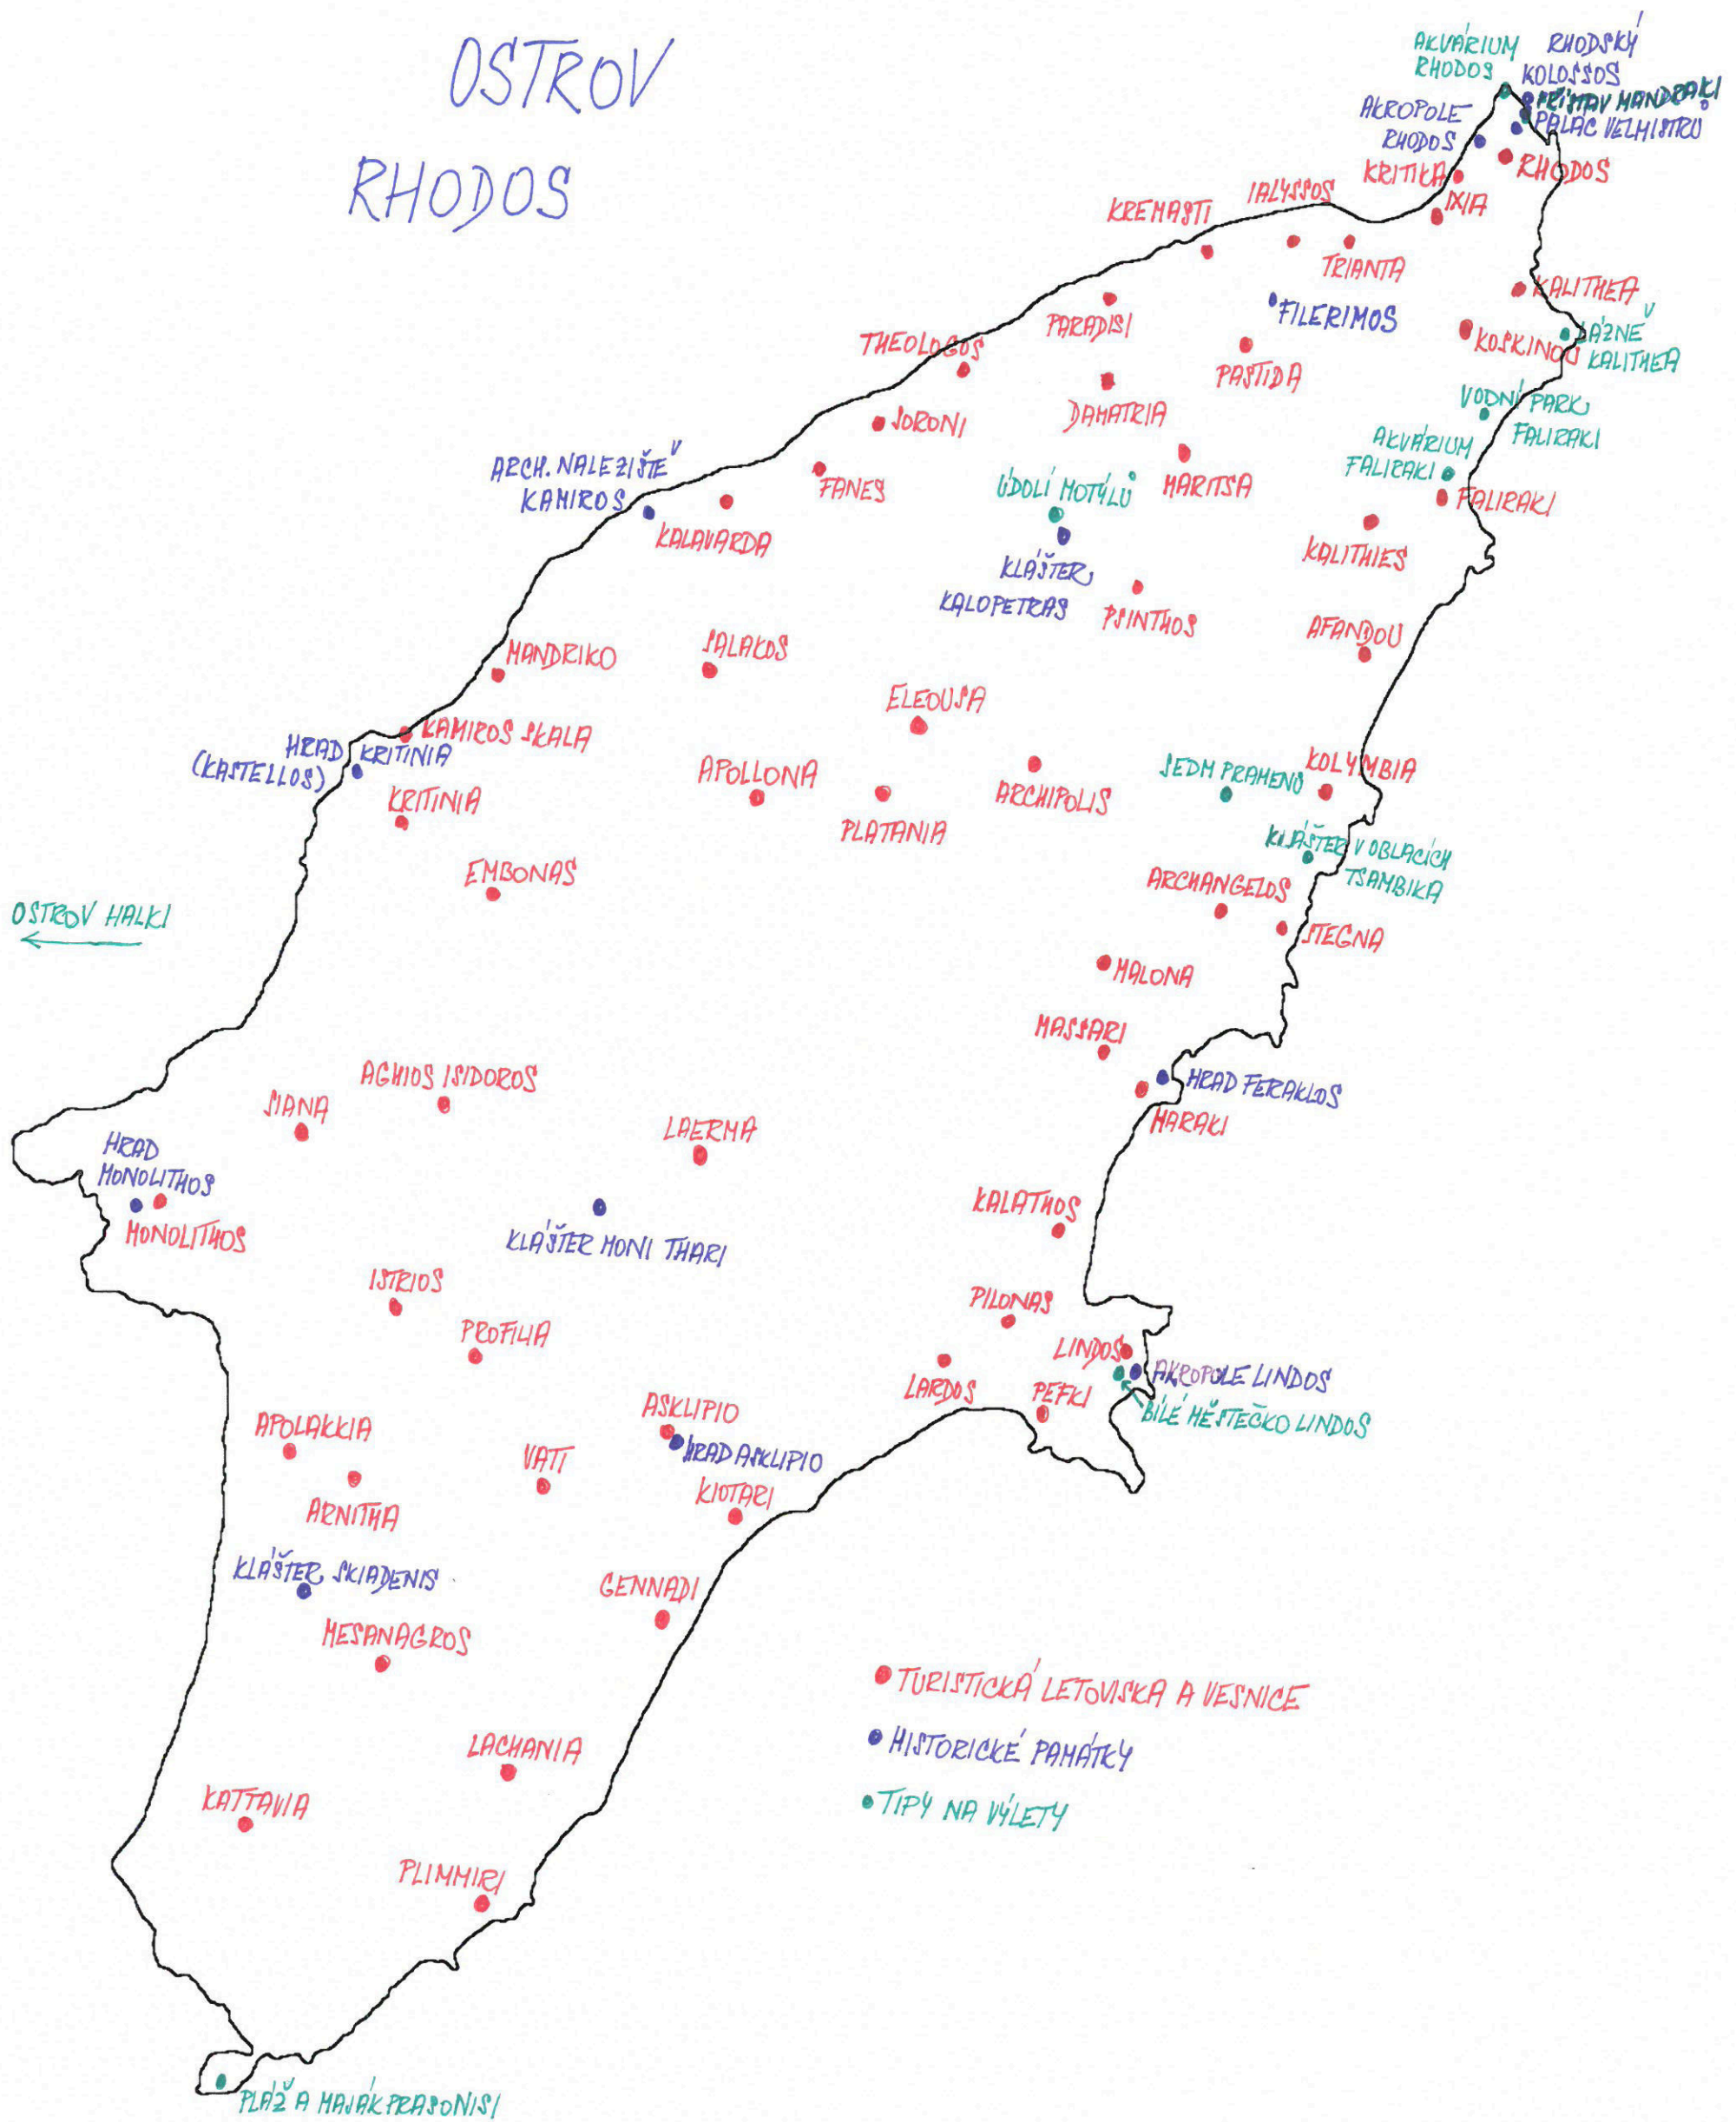 OSTROV
RHODOS
AKVÁRIUM
RHODOS
RHODSKÝ
KOLOSSOS
PŘÍSTAV MANDRAKI
PALÁC VELMISTRŮ
AKROPOLE
RHODOS
RHODOS
KRITIKA
IXIA
IALYSSOS
KREMASTI
TRIANTA
KALITHEA
FILERIMOS
PARADISI
LÁZNĚ
KALITHEA
KOSKINOU
THEOLOGOS
PASTIDA
DAMATRIA
VODNÍ PARK
FALIRAKI
SORONI
AKVÁRIUM
FALIRAKI
ARCH. NALEZIŠTĚ
KAMIROS
FANES
ÚDOLÍ MOTÝLŮ
MARITSA
FALIRAKI
KALAVARDA
KALITHIES
KLÁŠTER
KALOPETRAS
PSINTHOS
AFANDOU
MANDRIKO
SALAKOS
ELEOUSA
KAMIROS SKALA
HRAD KRITINIA
(KASTELLOS)
APOLLONA
SEDM PRAMENŮ
KOLYMBIA
KRITINIA
ARCHIPOLIS
PLATANIA
KLÁŠTER V OBLACÍCH
TSAMBIKA
EMBONAS
ARCHANGELOS
OSTROV HALKI
STEGNA
MALONA
MASSARI
AGHIOS ISIDOROS
HRAD FERAKLOS
SIANA
HARAKI
LAERMA
HRAD
MONOLITHOS
MONOLITHOS
KALATHOS
KLÁŠTER MONI THARI
ISTRIOS
PILONAS
PROFILIA
LINDOS
AKROPOLE LINDOS
LARDOS
PEFKI
BÍLÉ MĚSTEČKO LINDOS
ASKLIPIO
APOLAKKIA
HRAD ASKLIPIO
VATI
KIOTARI
ARNITHA
KLÁŠTER SKIADENIS
GENNADI
MESANAGROS
TURISTICKÁ LETOVISKA A VESNICE
HISTORICKÉ PAMÁTKY
TIPY NA VÝLETY
LACHANIA
KATTAVIA
PLIMMIRI
PLÁŽ A MAJÁK PRASONISI